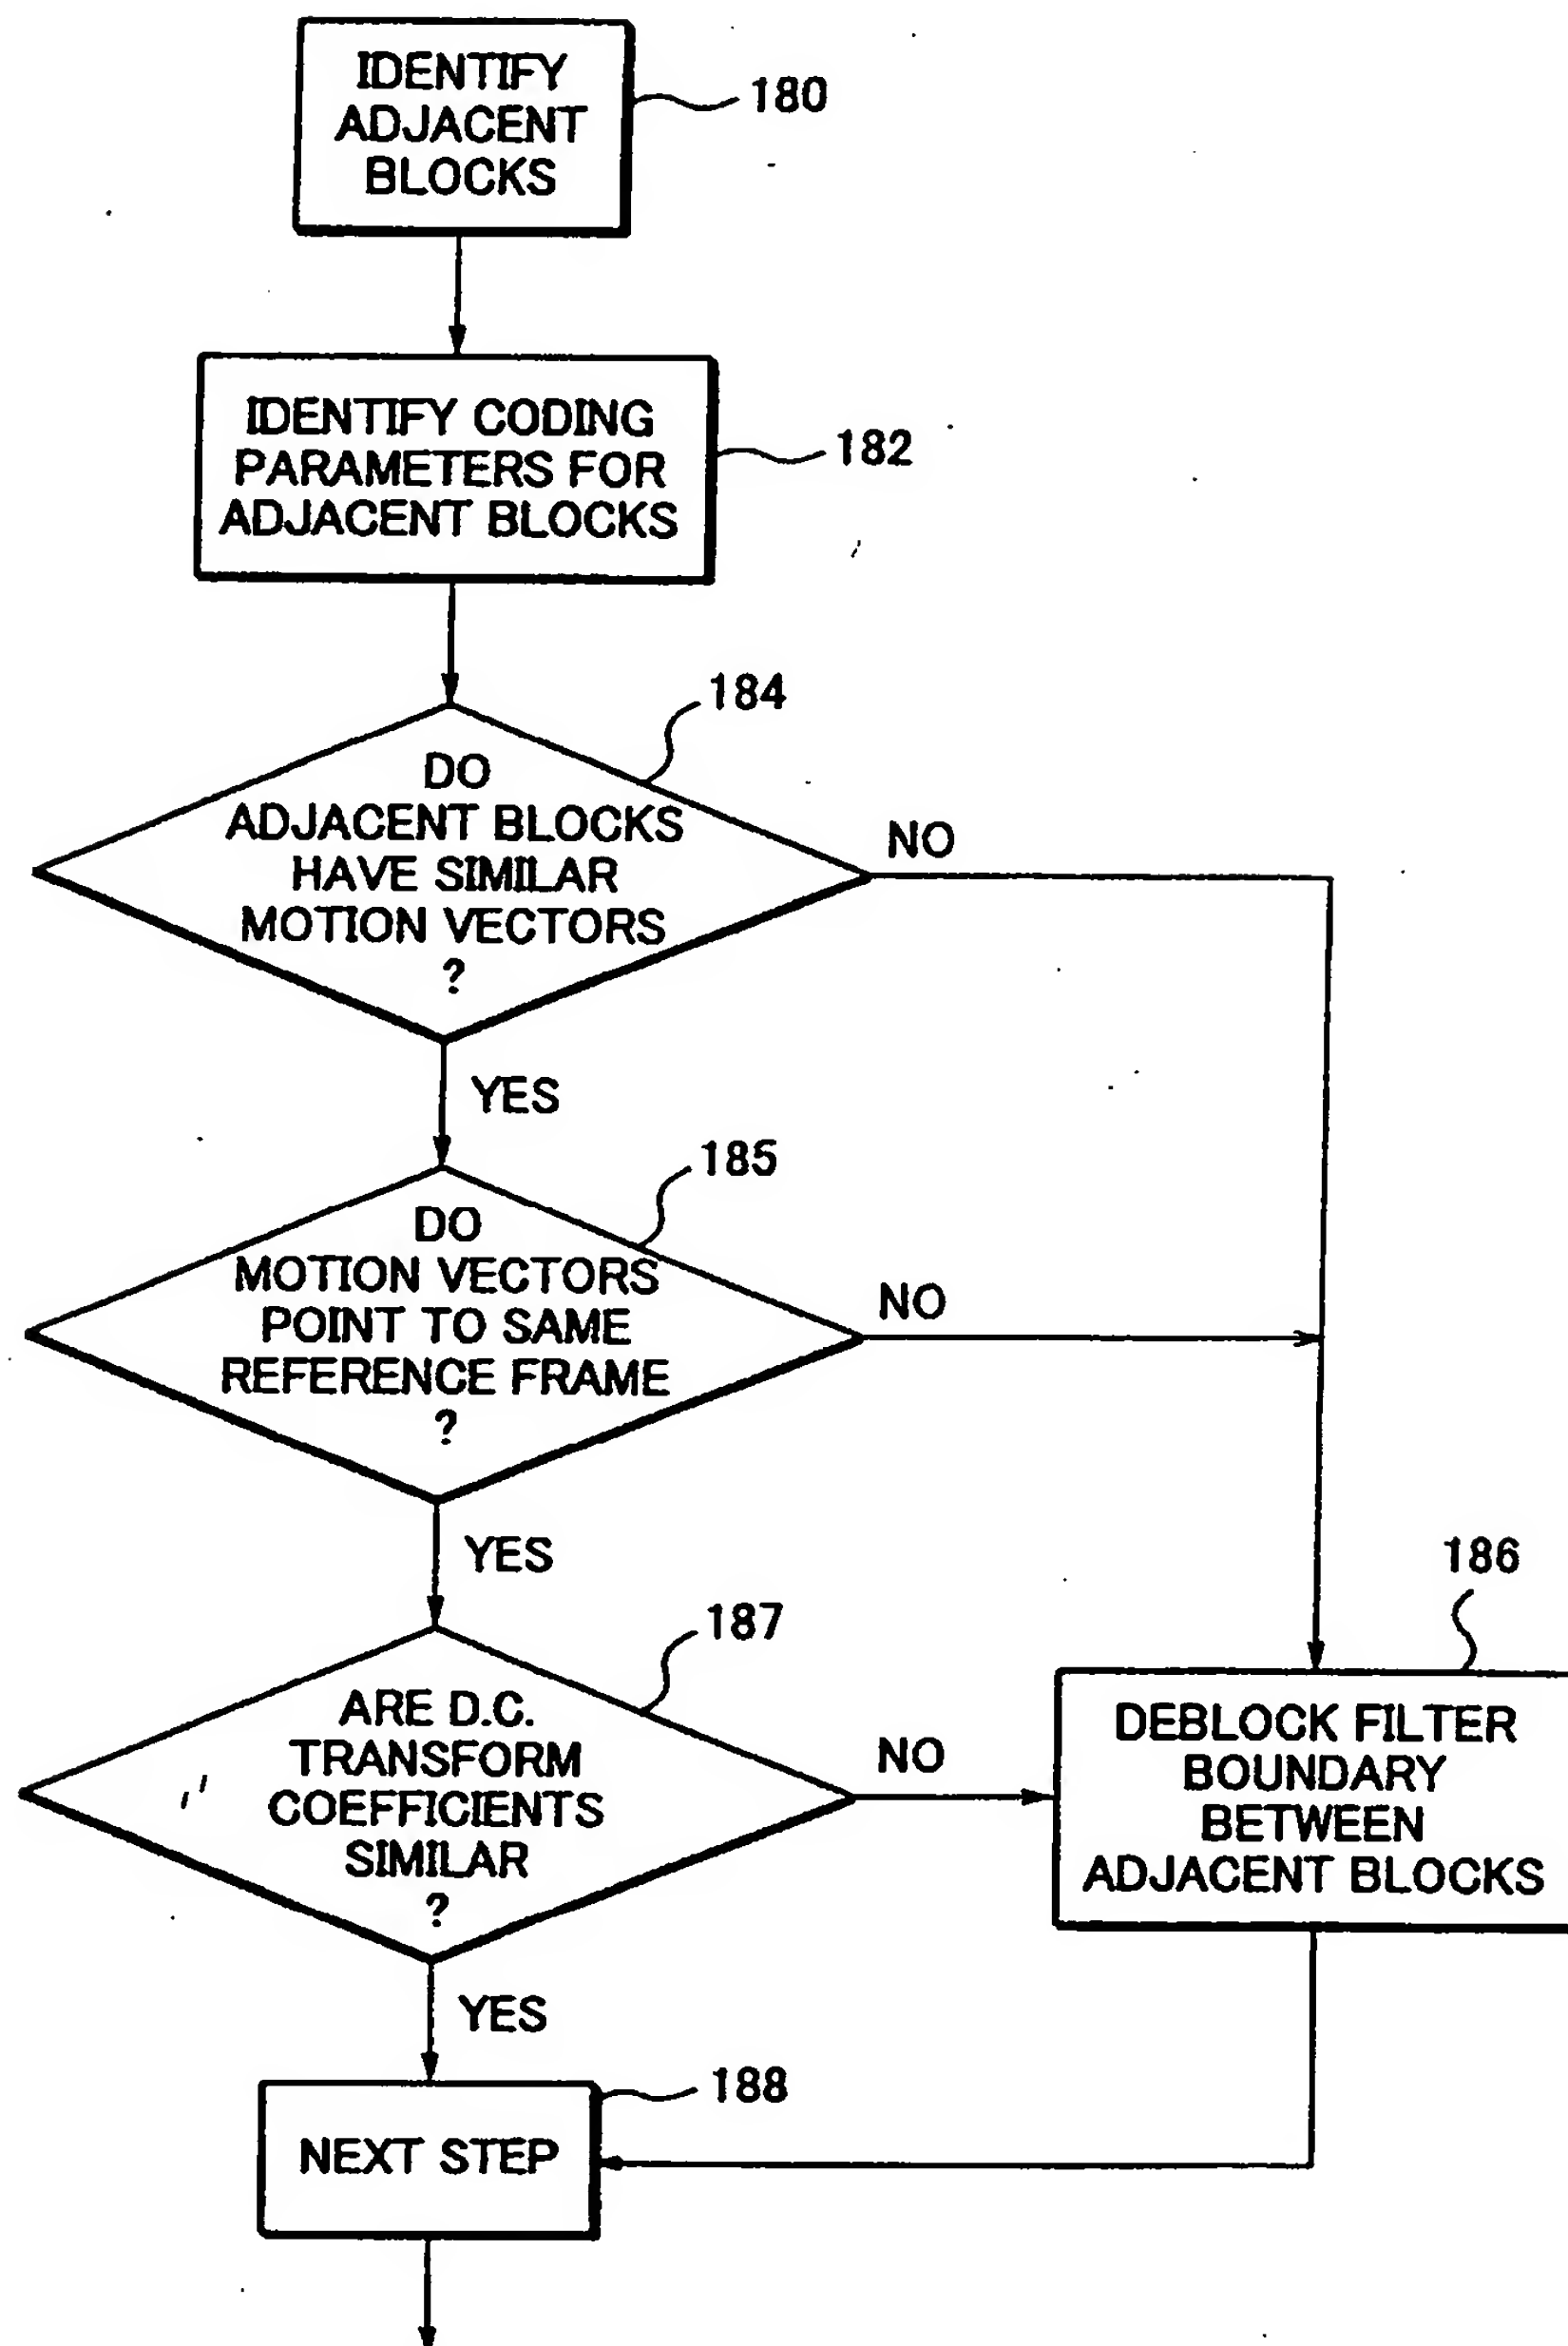 IDENTIFY
ADJACENT
BLOCKS
180
IDENTIFY CODING
PARAMETERS FOR
ADJACENT BLOCKS
182
184
DO
ADJACENT BLOCKS
HAVE SIMILAR
MOTION VECTORS
?
NO
YES
185
DO
MOTION VECTORS
POINT TO SAME
REFERENCE FRAME
?
NO
YES
187
ARE D.C.
TRANSFORM
COEFFICIENTS
SIMILAR
?
NO
186
DEBLOCK FILTER
BOUNDARY
BETWEEN
ADJACENT BLOCKS
YES
188
NEXT STEP